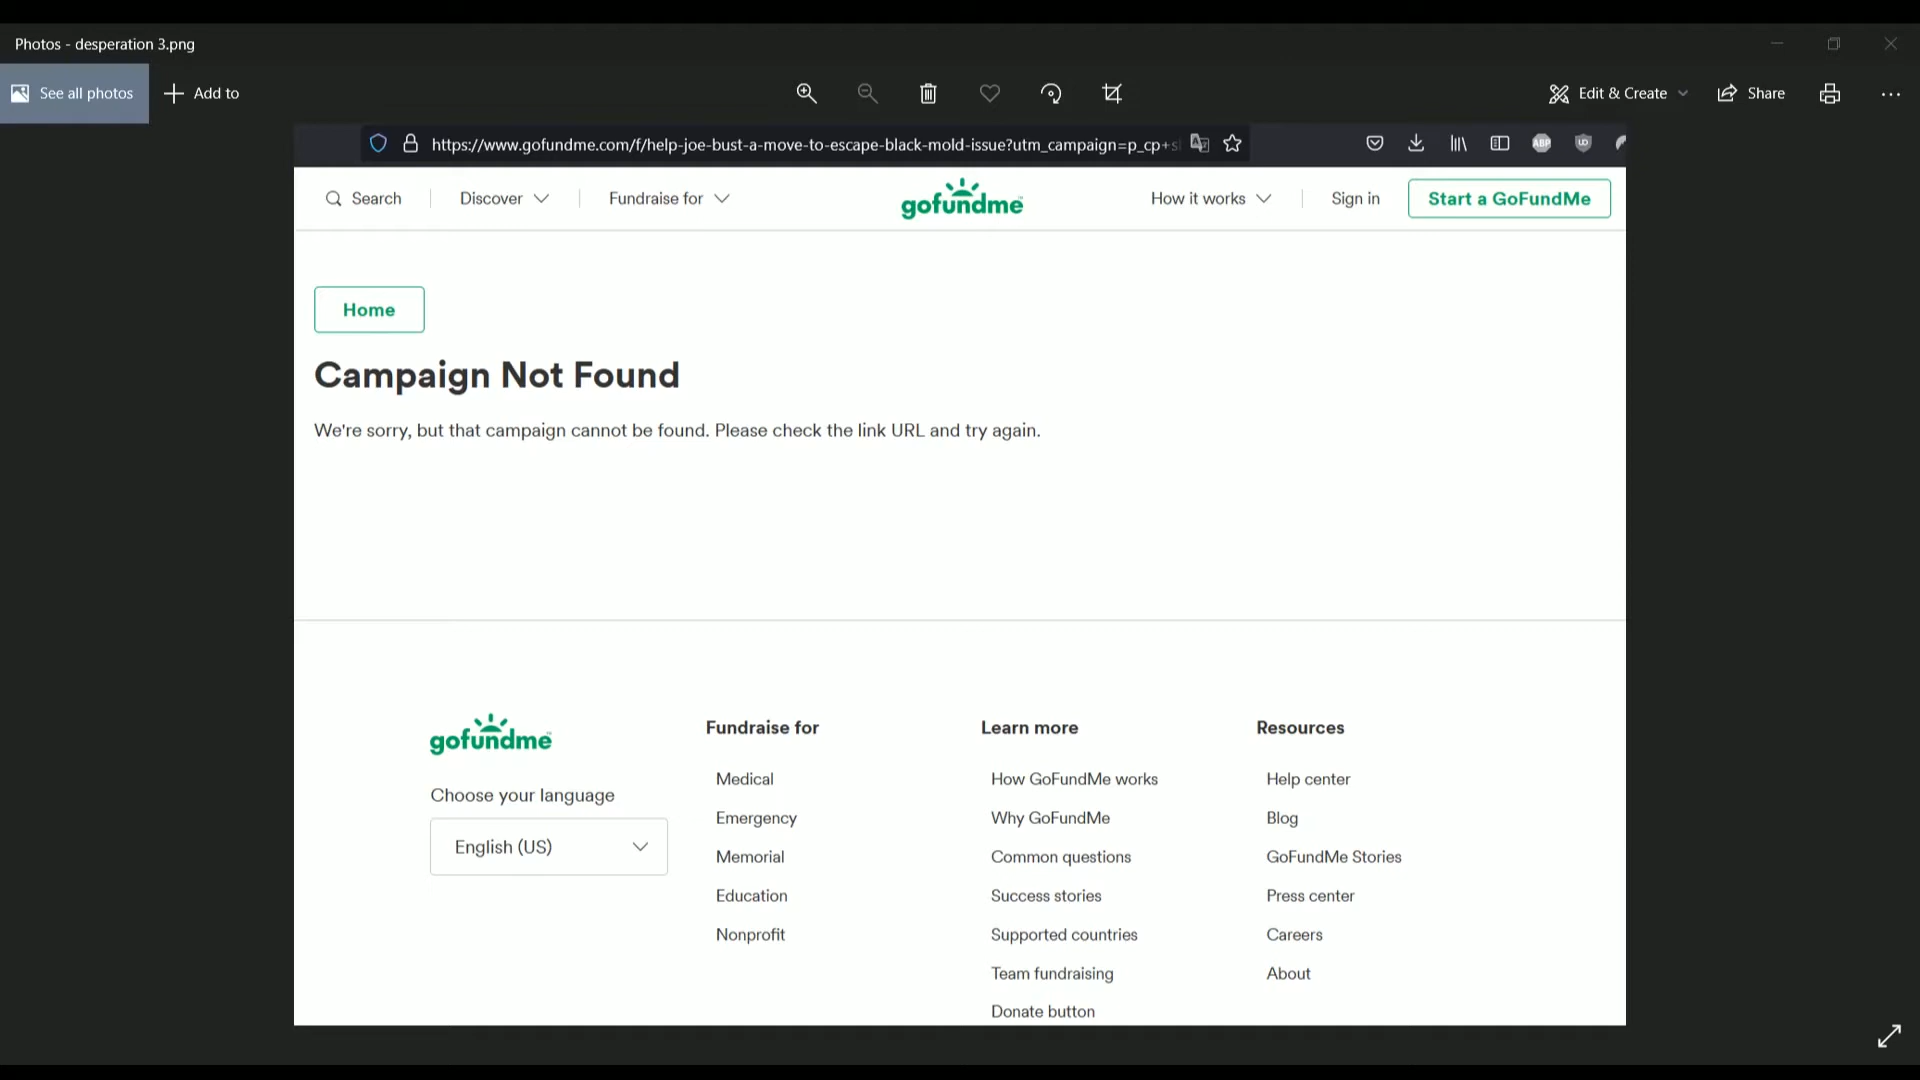 Photos - desperation 3.png
See all photos
Add to
Edit & Create
Share
https://www.gofundme.com/f/help-joe-bust-a-move-to-escape-black-mold-issue?utm_campaign=p_cp+s
ABP
Search
Discover
Fundraise for
gofundme
How it works
Sign in
Start a GoFundMe
Home
Campaign Not Found
We're sorry, but that campaign cannot be found. Please check the link URL and try again.
gofundme
Choose your language
English (US)
Fundraise for
Medical
Emergency
Memorial
Education
Nonprofit
Learn more
How GoFundMe works
Why GoFundMe
Common questions
Success stories
Supported countries
Team fundraising
Donate button
Resources
Help center
Blog
GoFundMe Stories
Press center
Careers
About